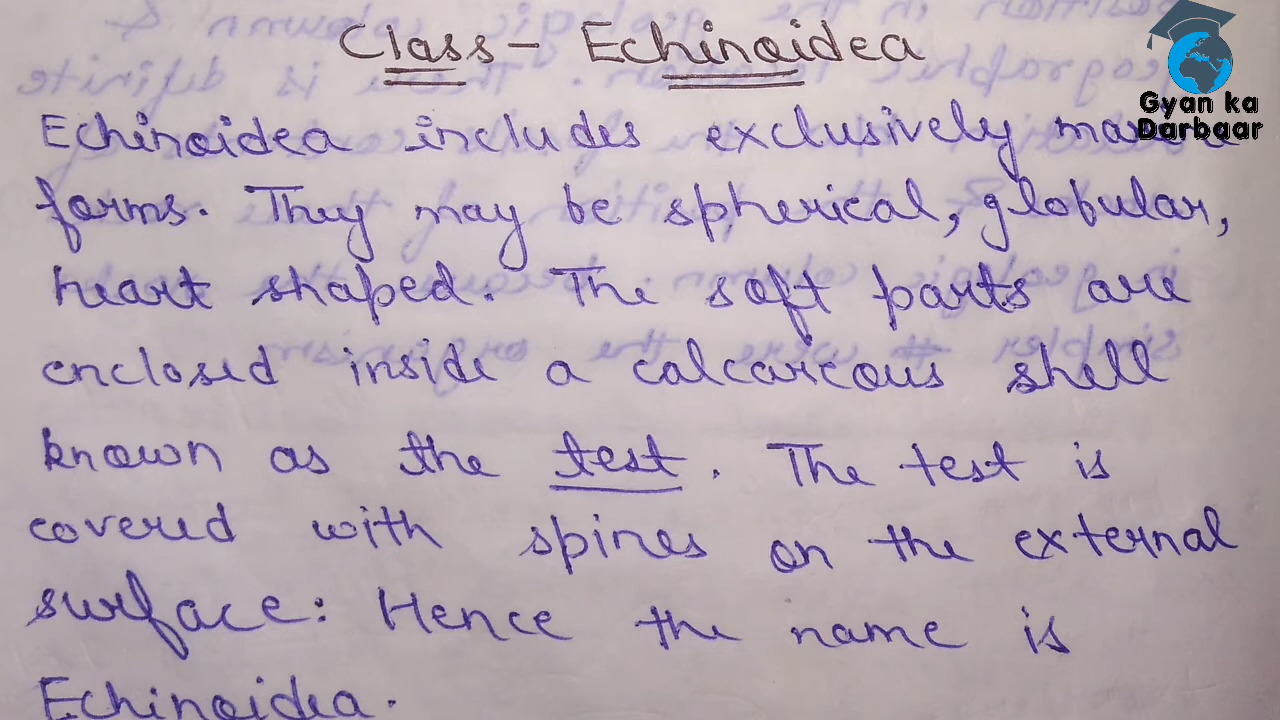 Class - Echinoidea
Gyan ka
Darbaar
Echinoidea includes exclusively
forms. They may be spherical, globular,
heart shaped. The soft parts are
enclosed inside a calcareous shell
known as the test. The test is
covered with spines on the external
surface: Hence the name is
Echinoidea.